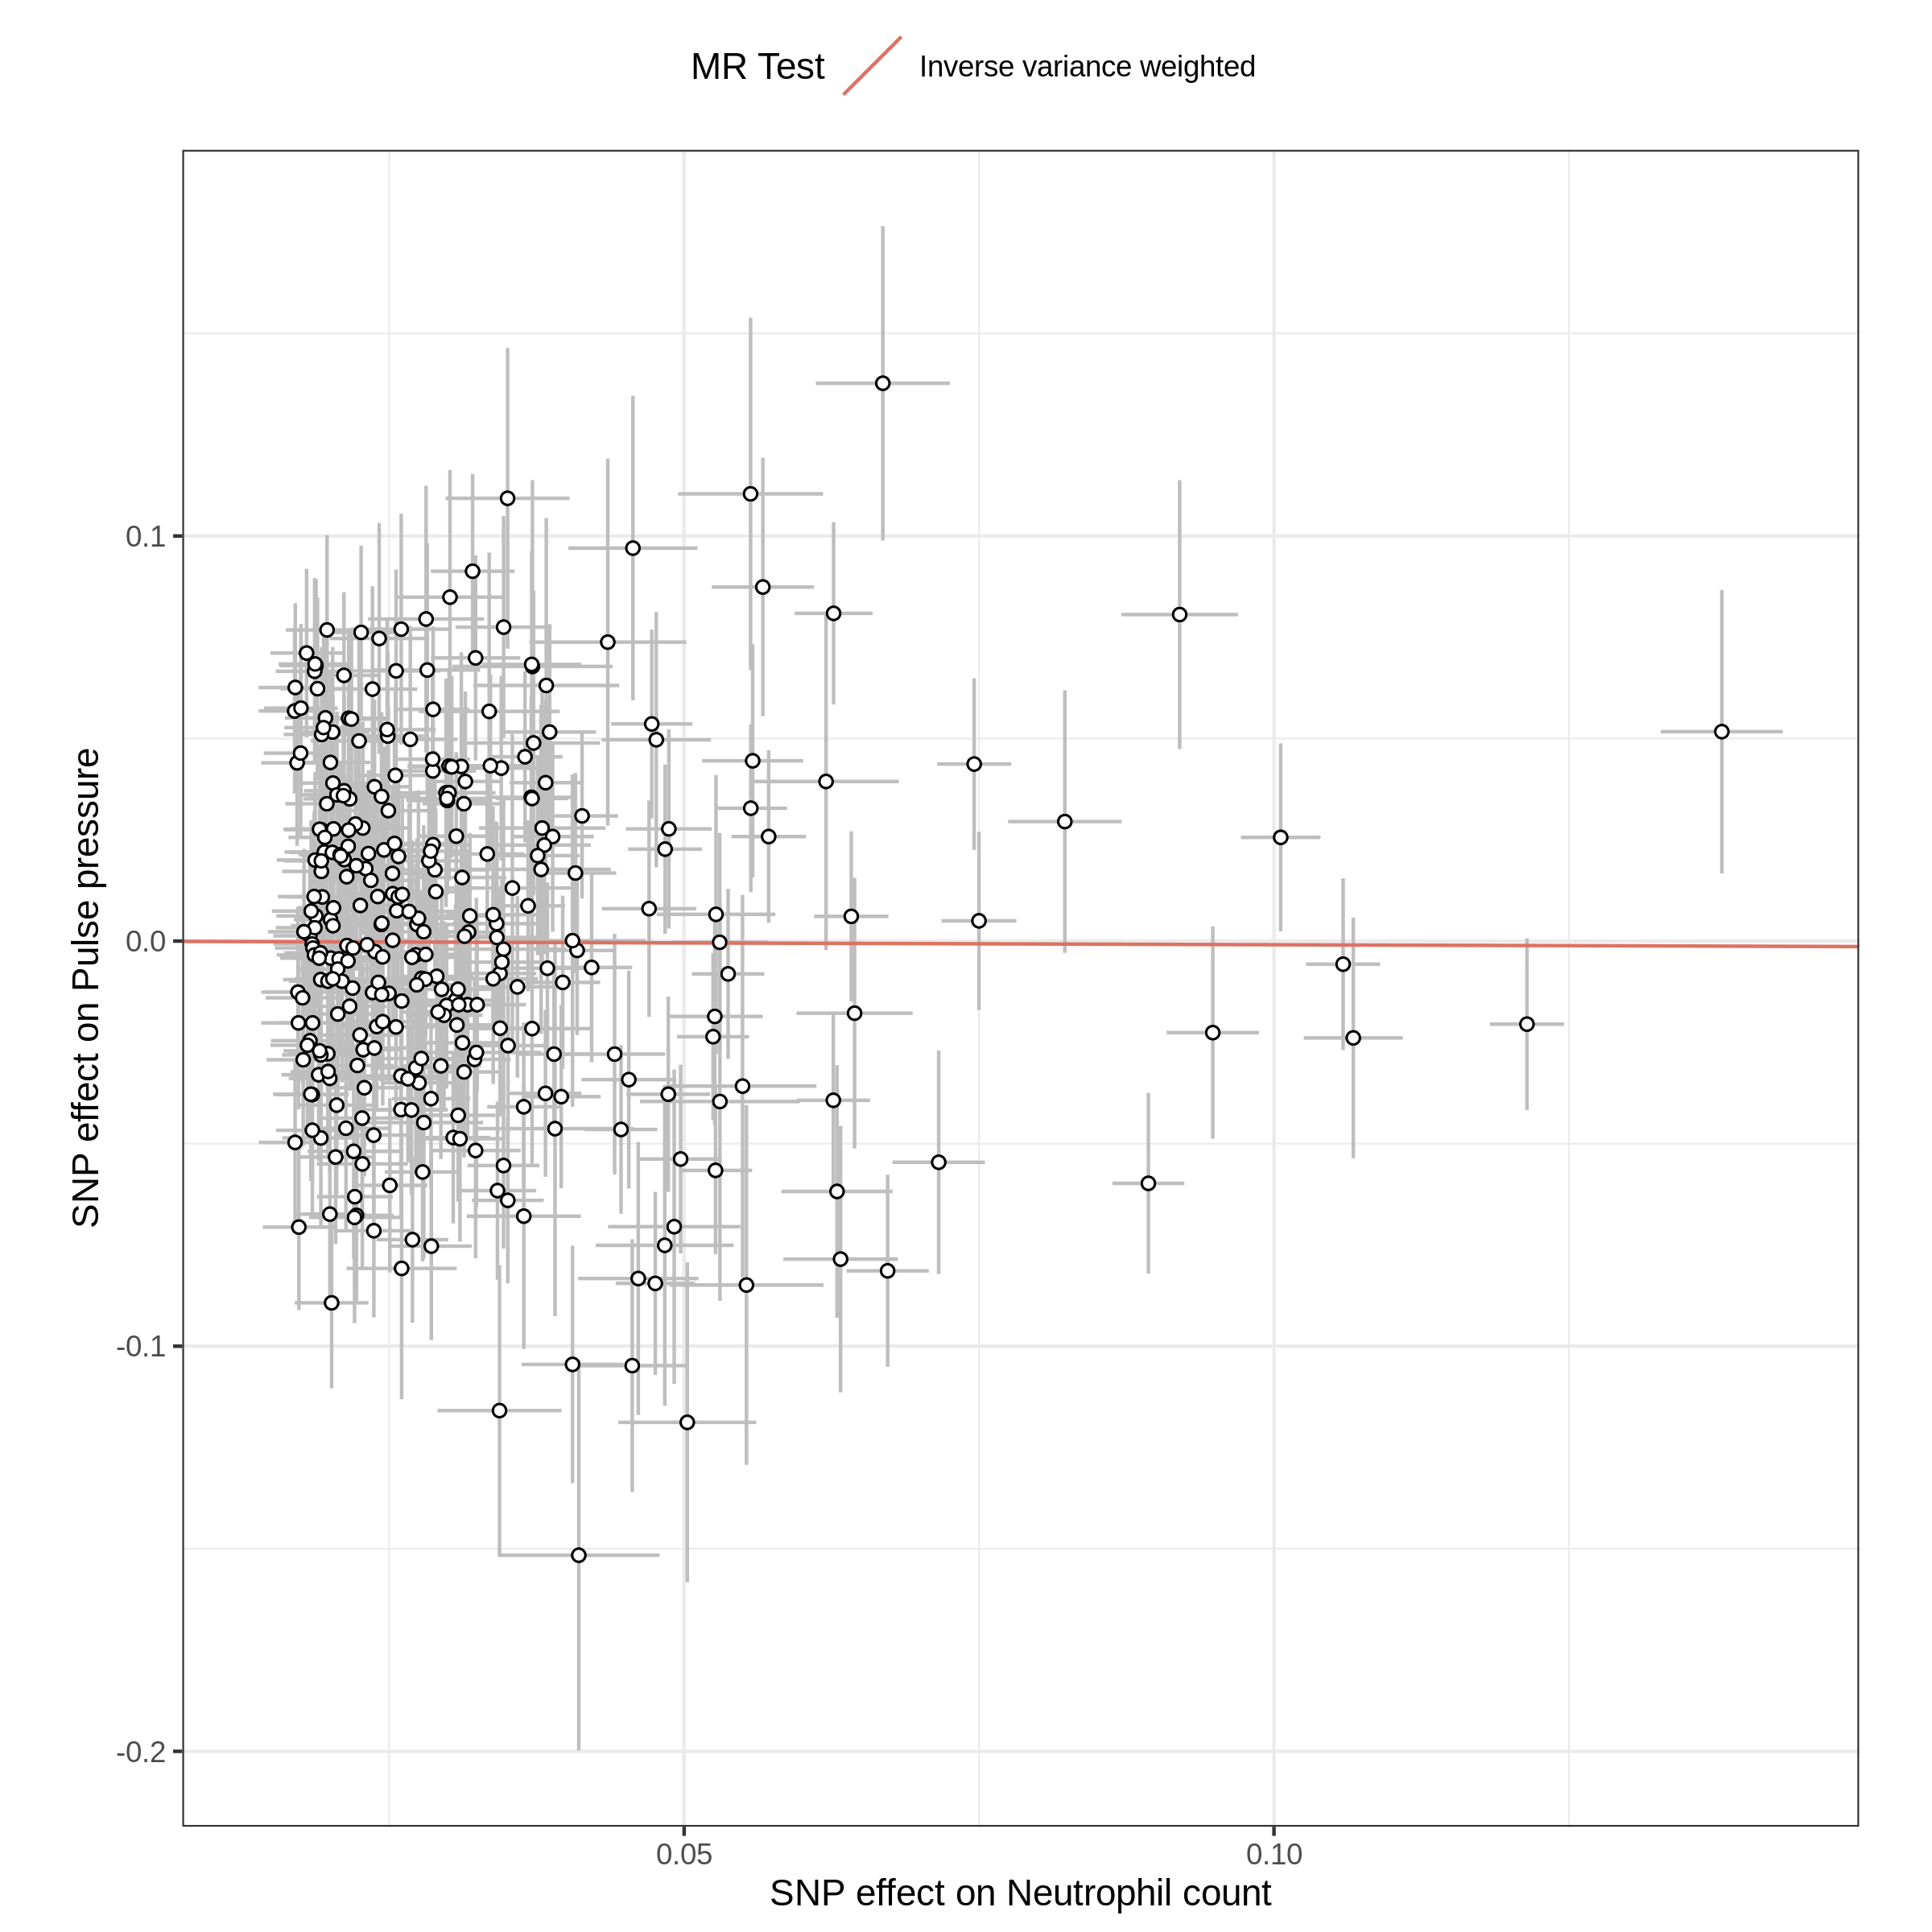 MR Test Inverse variance weighted
SNP effect on Pulse pressure
0.1
0.0
-0.1
-0.2
0.05 0.10
SNP effect on Neutrophil count